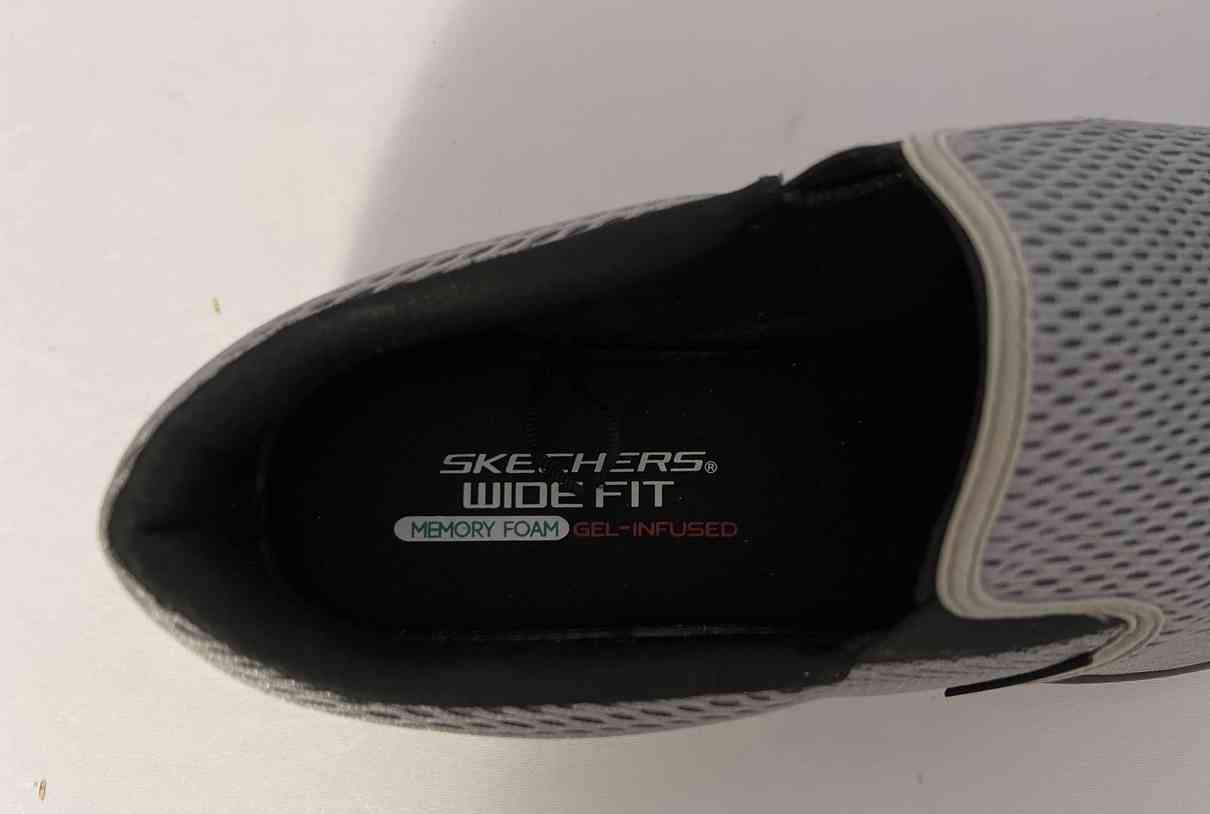 SKECHERS®
WIDE FIT
MEMORY FOAM GEL-INFUSED